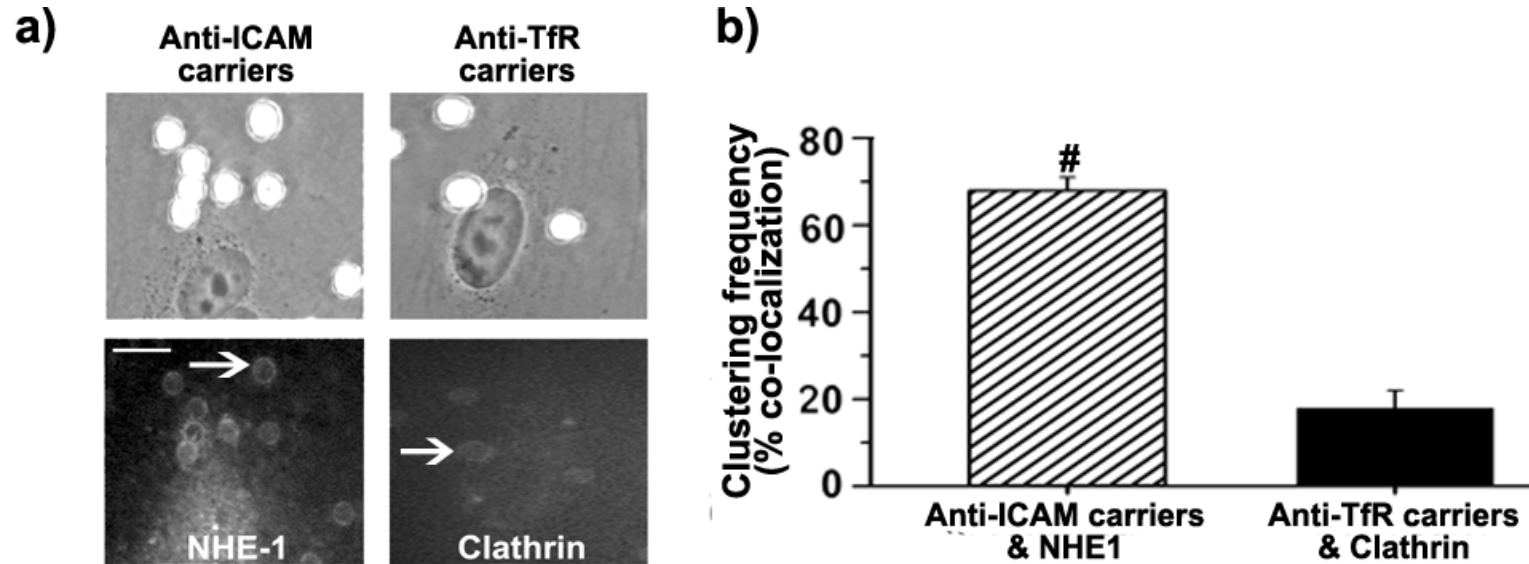 a)
Anti-ICAM
carriers
Anti-TfR
carriers
NHE-1
Clathrin
b)
Clustering frequency
(% co-localization)
80
60
40
20
0
#
Anti-ICAM carriers
& NHE1
Anti-TfR carriers
& Clathrin